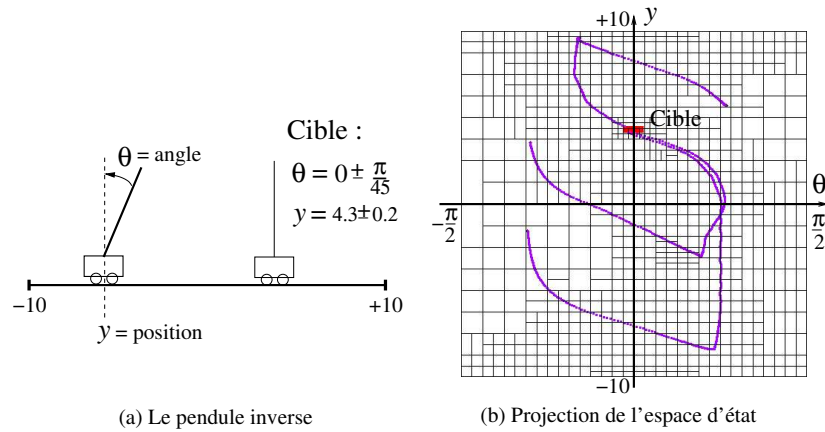 Cible :
θ = 0 ± π/45
y = 4.3±0.2
θ = angle
−10
+10
y = position
(a) Le pendule inverse
+10
y
Cible
θ
−π/2
π/2
−10
(b) Projection de l'espace d'état